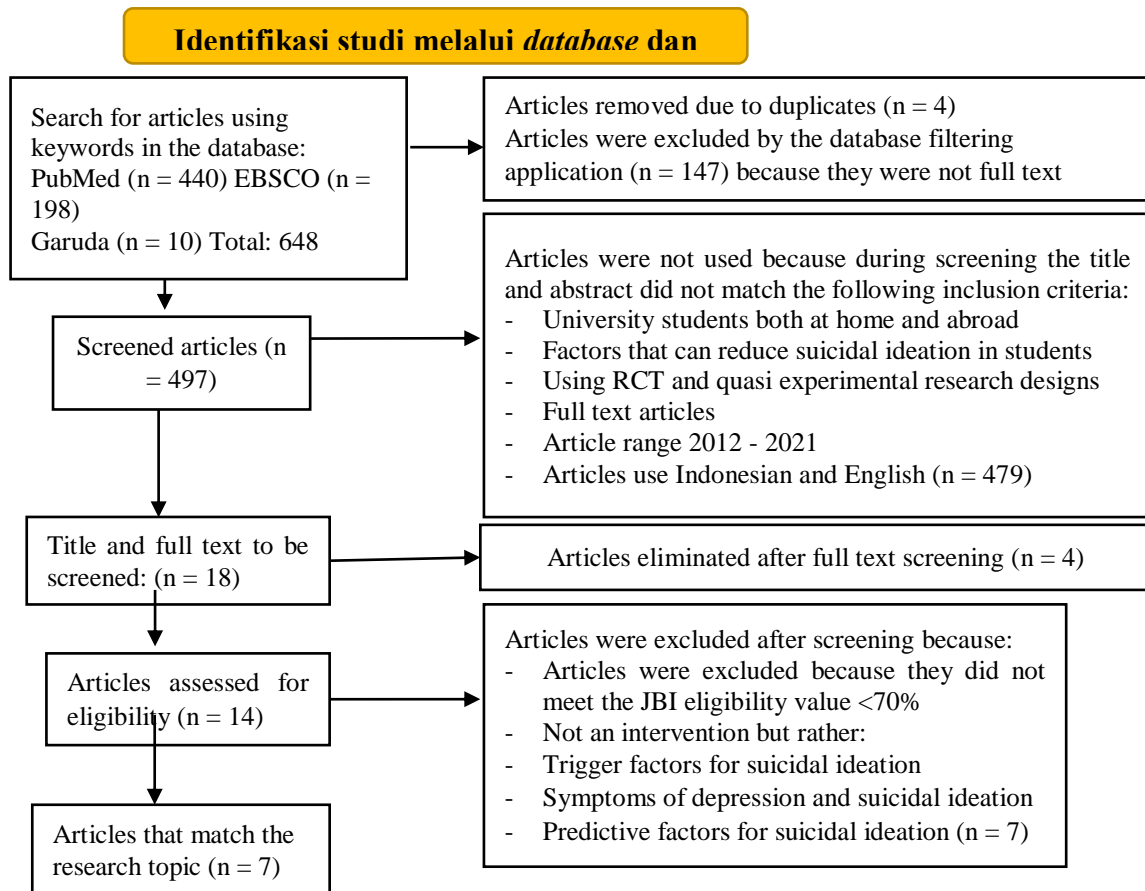 Identifikasi studi melalui database dan
Search for articles using
keywords in the database:
PubMed (n = 440) EBSCO (n =
198)
Garuda (n = 10) Total: 648
Articles removed due to duplicates (n = 4)
Articles were excluded by the database filtering
application (n = 147) because they were not full text
Screened articles (n
= 497)
Articles were not used because during screening the title
and abstract did not match the following inclusion criteria:
- University students both at home and abroad
- Factors that can reduce suicidal ideation in students
- Using RCT and quasi experimental research designs
- Full text articles
- Article range 2012 - 2021
- Articles use Indonesian and English (n = 479)
Title and full text to be
screened: (n = 18)
Articles eliminated after full text screening (n = 4)
Articles assessed for
eligibility (n = 14)
Articles were excluded after screening because:
- Articles were excluded because they did not
meet the JBI eligibility value <70%
- Not an intervention but rather:
- Trigger factors for suicidal ideation
- Symptoms of depression and suicidal ideation
- Predictive factors for suicidal ideation (n = 7)
Articles that match the
research topic (n = 7)